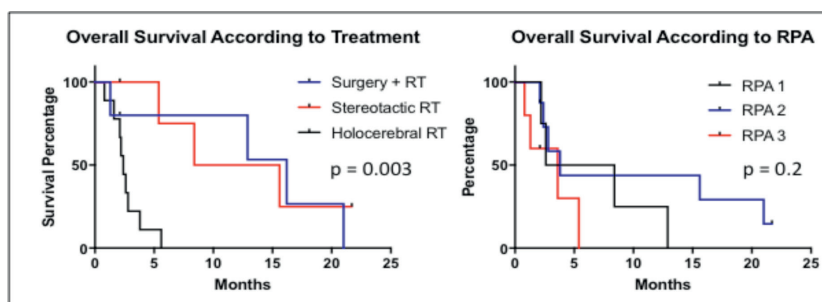 Overall Survival According to Treatment
Survival Percentage
100
50
0
0 5 10 15 20 25
Months
Surgery + RT
Stereotactic RT
Holocerebral RT
p = 0.003
Overall Survival According to RPA
Percentage
100
50
0
0 5 10 15 20 25
Months
RPA 1
RPA 2
RPA 3
p = 0.2